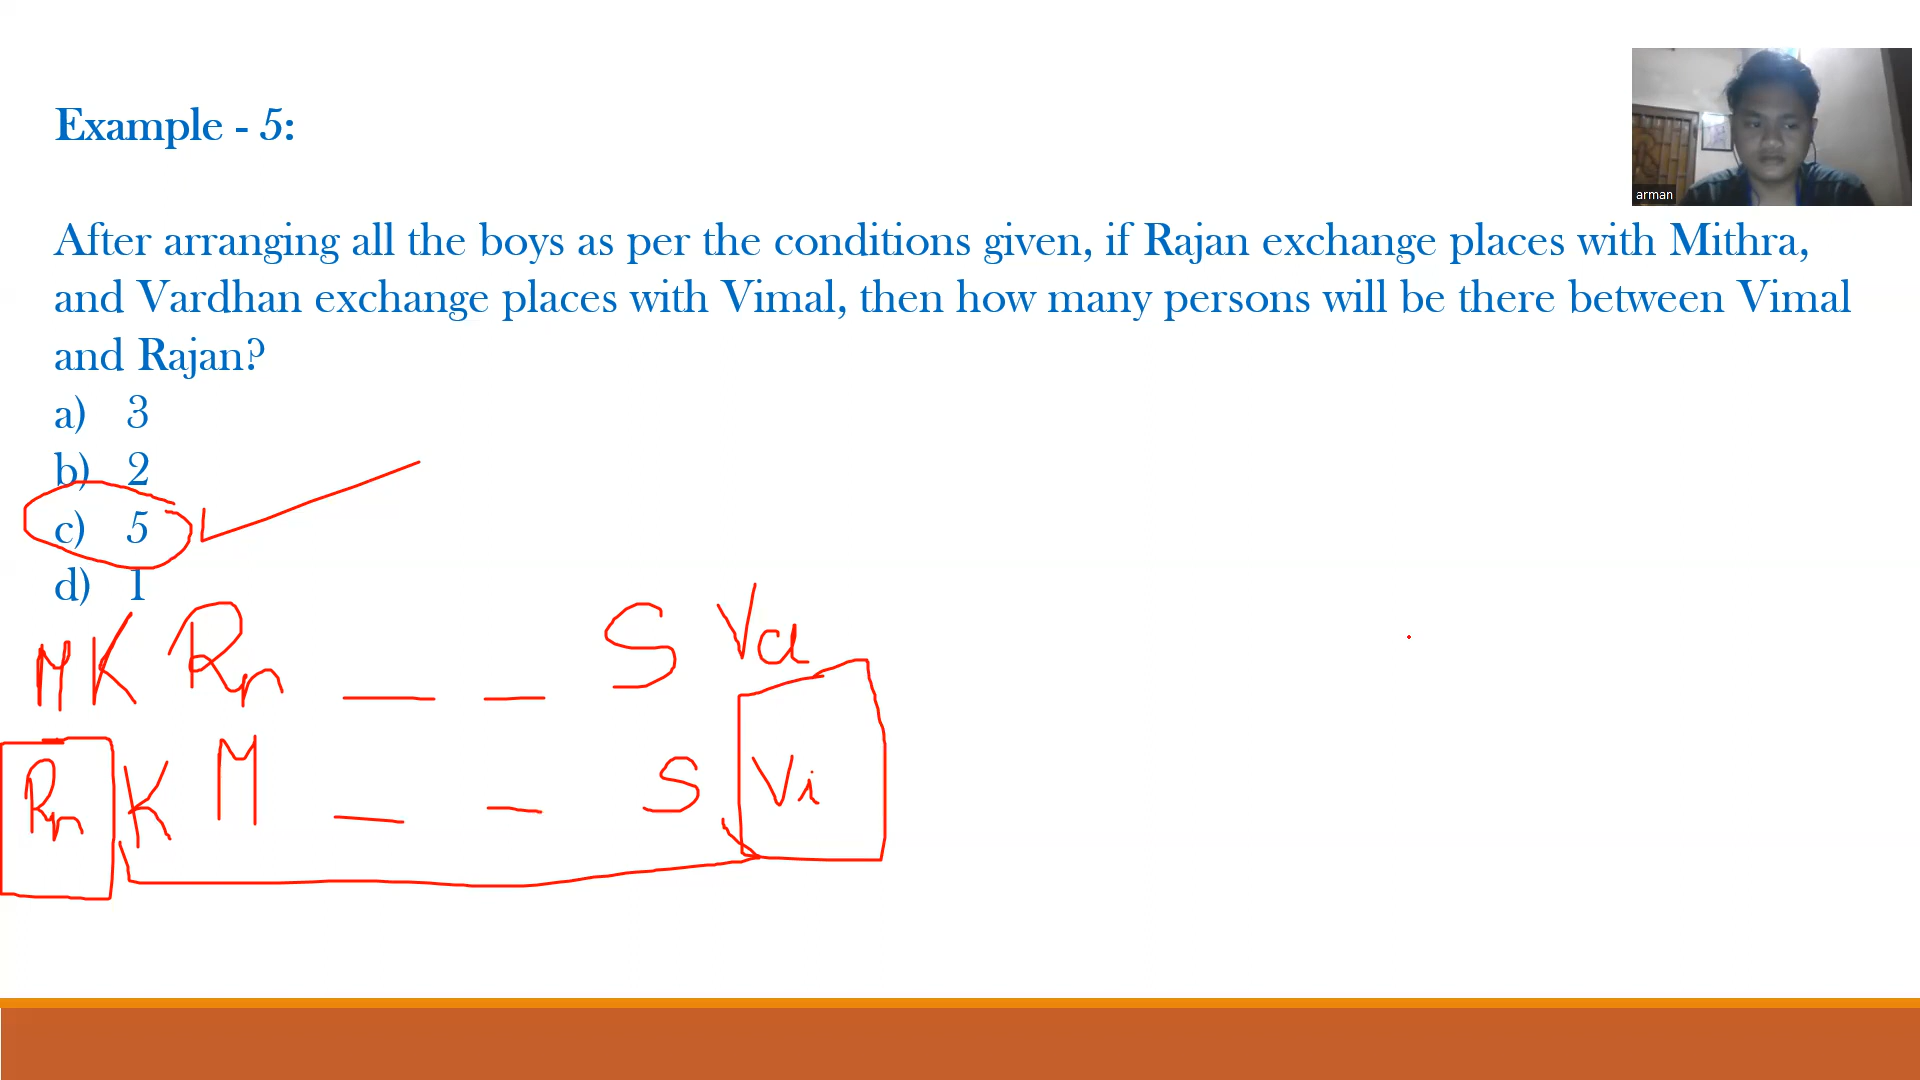 Example - 5:
arman
After arranging all the boys as per the conditions given, if Rajan exchange places with Mithra,
and Vardhan exchange places with Vimal, then how many persons will be there between Vimal
and Rajan?
a) 3
b) 2
c) 5
d) 1
M K Rn _ _ S Va
Rn K M _ _ S Vi